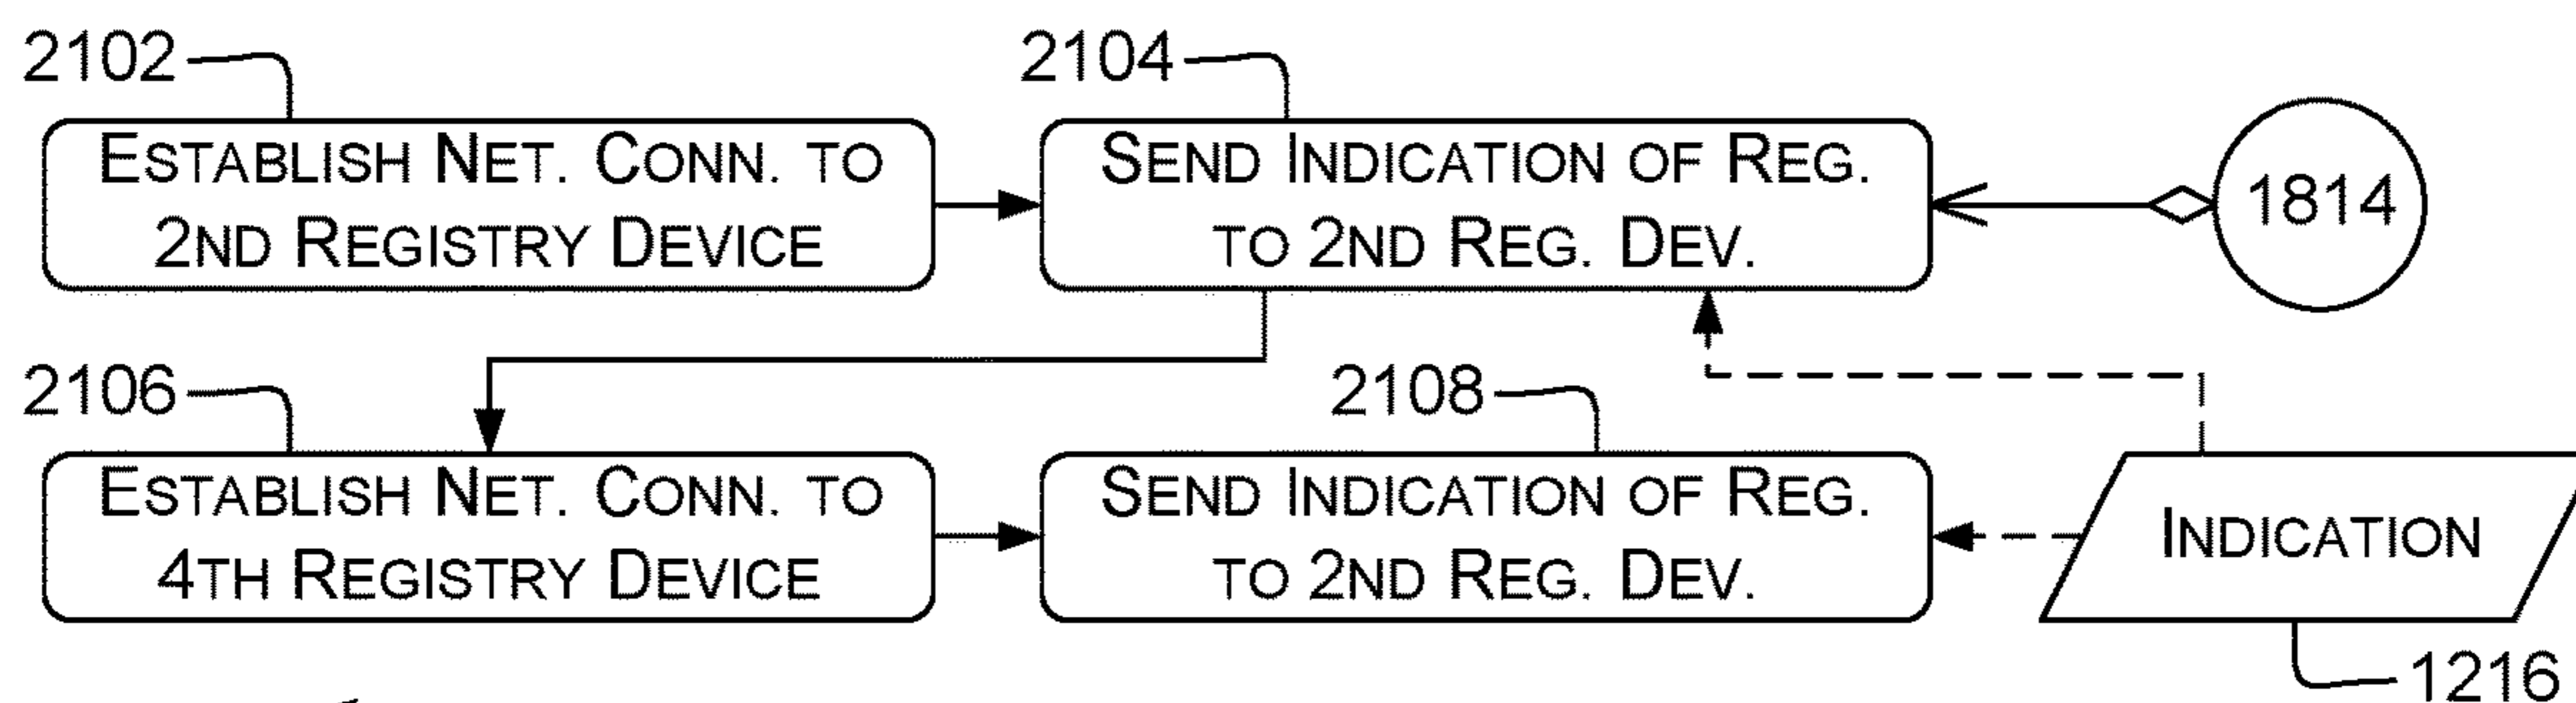 2102
2104
ESTABLISH NET. CONN. TO
2ND REGISTRY DEVICE
SEND INDICATION OF REG.
TO 2ND REG. DEV.
1814
2106
2108
ESTABLISH NET. CONN. TO
4TH REGISTRY DEVICE
SEND INDICATION OF REG.
TO 2ND REG. DEV.
INDICATION
1216